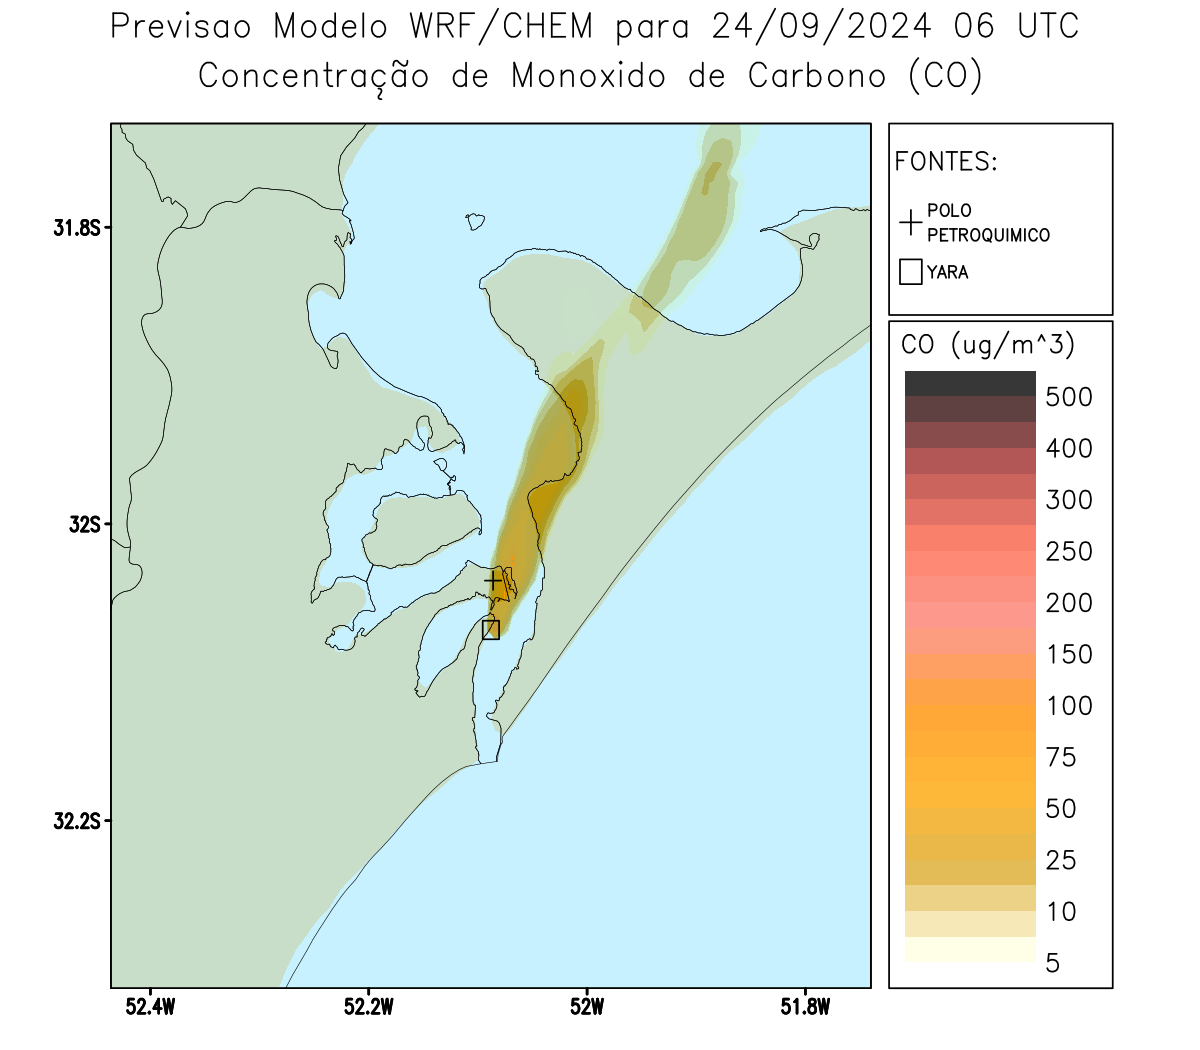 Previsao Modelo WRF/CHEM para 24/09/2024 06 UTC
Concentração de Monoxido de Carbono (CO)
FONTES:
POLO
PETROQUIMICO
YARA
CO (ug/m^3)
500
400
300
250
200
150
100
75
50
25
10
5
31.8S
32S
32.2S
52.4W
52.2W
52W
51.8W